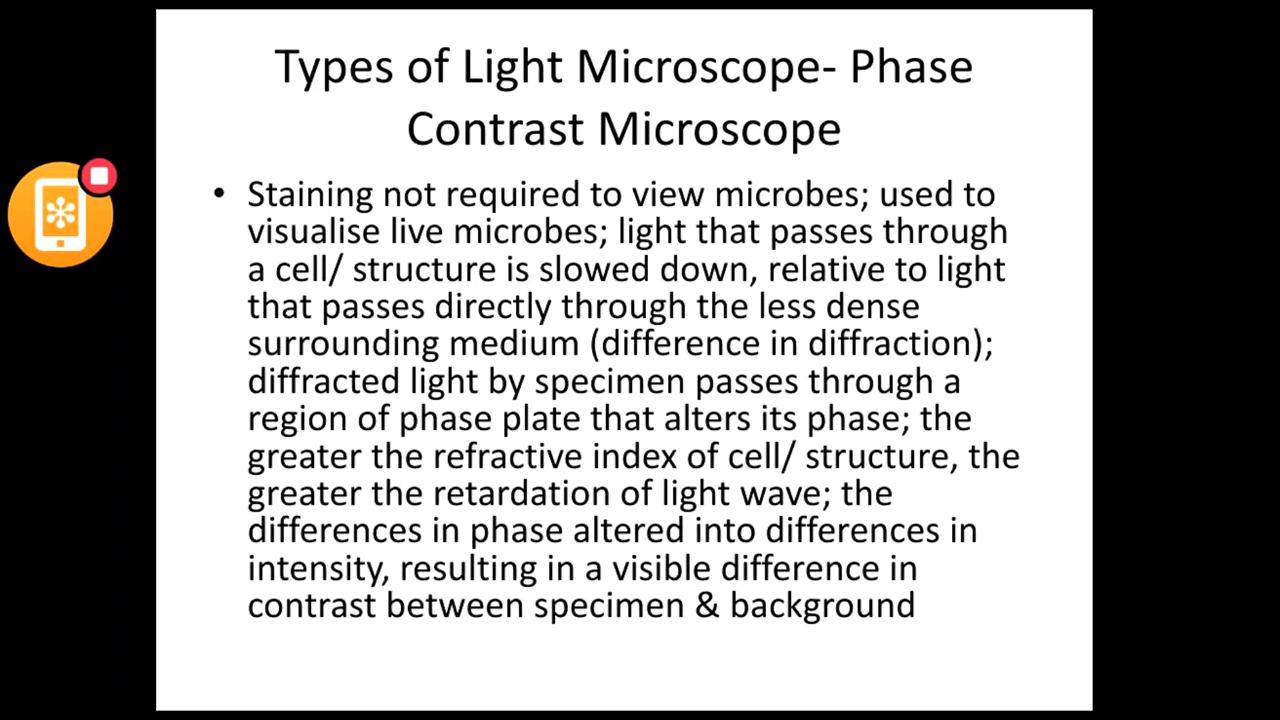 Types of Light Microscope- Phase
Contrast Microscope
• Staining not required to view microbes; used to
visualise live microbes; light that passes through
a cell/ structure is slowed down, relative to light
that passes directly through the less dense
surrounding medium (difference in diffraction);
diffracted light by specimen passes through a
region of phase plate that alters its phase; the
greater the refractive index of cell/ structure, the
greater the retardation of light wave; the
differences in phase altered into differences in
intensity, resulting in a visible difference in
contrast between specimen & background